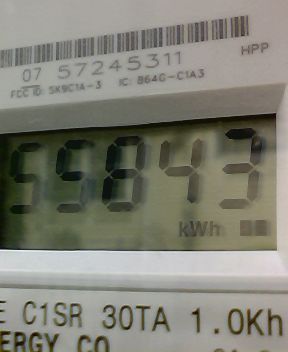 07 57245311
HPP
FCC ID: SK9C1A-3 IC: 864G-C1A3
55843
kWh
E C1SR 30TA 1.0Kh
ERGY CO